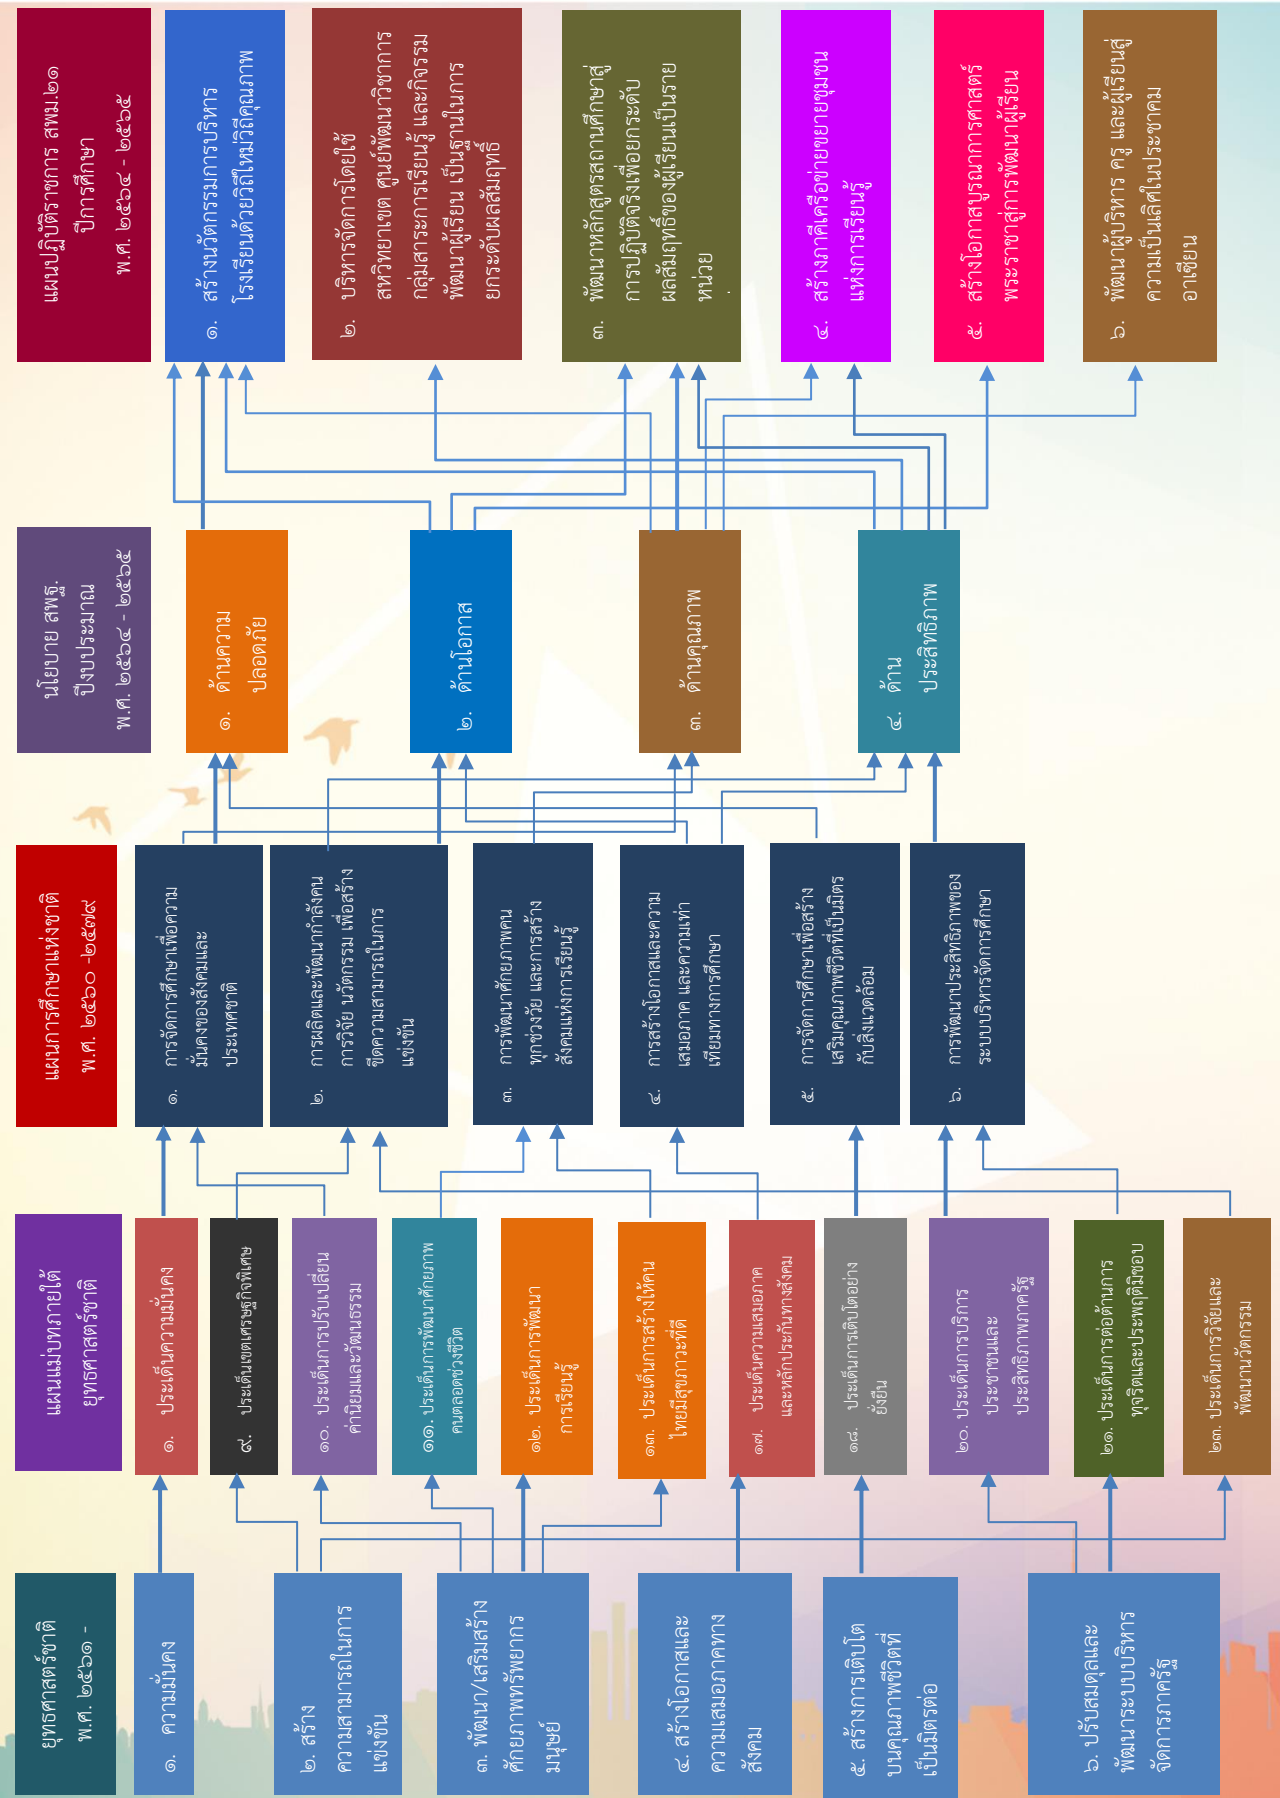 ยุทธศาสตร์ชาติ
พ.ศ. ๒๕๖๑ -
๑. ความมั่นคง
๒. สร้าง
ความสามารถในการ
แข่งขัน
๓. พัฒนา/เสริมสร้าง
ศักยภาพทรัพยากร
มนุษย์
๔. สร้างโอกาสและ
ความเสมอภาคทาง
สังคม
๕. สร้างการเติบโต
บนคุณภาพชีวิตที่
เป็นมิตรต่อ
๖. ปรับสมดุลและ
พัฒนาระบบบริหาร
จัดการภาครัฐ
แผนแม่บทภายใต้
ยุทธศาสตร์ชาติ
๑. ประเด็นความมั่นคง
๙. ประเด็นเขตเศรษฐกิจพิเศษ
๑๐. ประเด็นการปรับเปลี่ยน
ค่านิยมและวัฒนธรรม
๑๑. ประเด็นการพัฒนาศักยภาพ
คนตลอดช่วงชีวิต
๑๒. ประเด็นการพัฒนา
การเรียนรู้
๑๓. ประเด็นการสร้างให้คน
ไทยมีสุขภาวะที่ดี
๑๗. ประเด็นความเสมอภาค
และหลักประกันทางสังคม
๑๘. ประเด็นการเติบโตอย่าง
ยั่งยืน
๒๐. ประเด็นการบริการ
ประชาชนและ
ประสิทธิภาพภาครัฐ
๒๑. ประเด็นการต่อต้านการ
ทุจริตและประพฤติมิชอบ
๒๓. ประเด็นการวิจัยและ
พัฒนานวัตกรรม
แผนการศึกษาแห่งชาติ
พ.ศ. ๒๕๖๐ -๒๕๗๙
๑. การจัดการศึกษาเพื่อความ
มั่นคงของสังคมและ
ประเทศชาติ
๒. การผลิตและพัฒนากำลังคน
การวิจัย นวัตกรรม เพื่อสร้าง
ขีดความสามารถในการ
แข่งขัน
๓. การพัฒนาศักยภาพคน
ทุกช่วงวัย และการสร้าง
สังคมแห่งการเรียนรู้
๔. การสร้างโอกาสและความ
เสมอภาค และความเท่า
เทียมทางการศึกษา
๕. การจัดการศึกษาเพื่อสร้าง
เสริมคุณภาพชีวิตที่เป็นมิตร
กับสิ่งแวดล้อม
๖. การพัฒนาประสิทธิภาพของ
ระบบบริหารจัดการศึกษา
นโยบาย สพฐ.
ปีงบประมาณ
พ.ศ. ๒๕๖๔ - ๒๕๖๕
๑. ด้านความ
ปลอดภัย
๒. ด้านโอกาส
๓. ด้านคุณภาพ
๔. ด้าน
ประสิทธิภาพ
แผนปฏิบัติราชการ สพม.๒๑
ปีการศึกษา
พ.ศ. ๒๕๖๔ - ๒๕๖๕
๑. สร้างนวัตกรรมการบริหาร
โรงเรียนด้วยวิถีใหม่วิถีคุณภาพ
๒. บริหารจัดการโดยใช้
สหวิทยาเขต ศูนย์พัฒนาวิชาการ
กลุ่มสาระการเรียนรู้ และกิจกรรม
พัฒนาผู้เรียน เป็นฐานในการ
ยกระดับผลสัมฤทธิ์
๓. พัฒนาหลักสูตรสถานศึกษาสู่
การปฏิบัติจริงเพื่อยกระดับ
ผลสัมฤทธิ์ของผู้เรียนเป็นราย
หน่วย
๔. สร้างภาคีเครือข่ายขยายชุมชน
แห่งการเรียนรู้
๕. สร้างโอกาสบูรณาการศาสตร์
พระราชาสู่การพัฒนาผู้เรียน
๖. พัฒนาผู้บริหาร ครู และผู้เรียนสู่
ความเป็นเลิศในประชาคม
อาเซียน